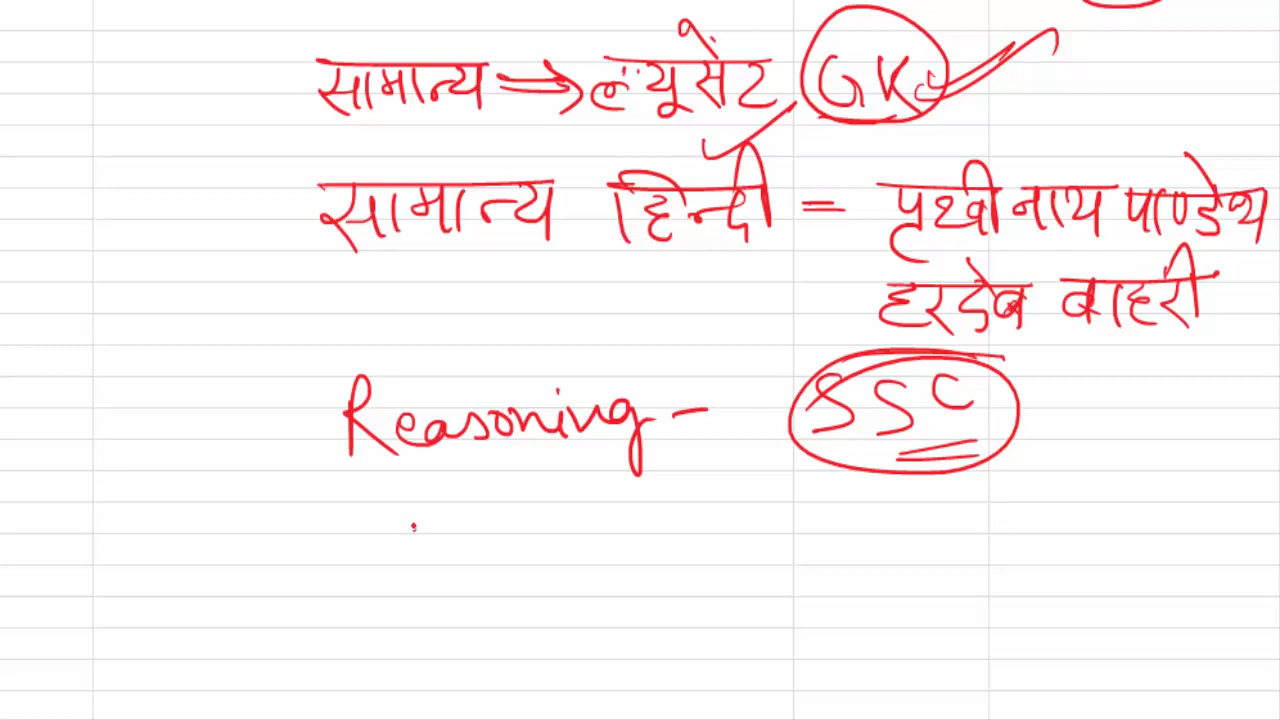 सामान्य → ल्यूसेंट GK
सामान्य हिन्दी = पृथ्वी नाथ पाण्डेय
हरदेव बाहरी
Reasoning - SSC